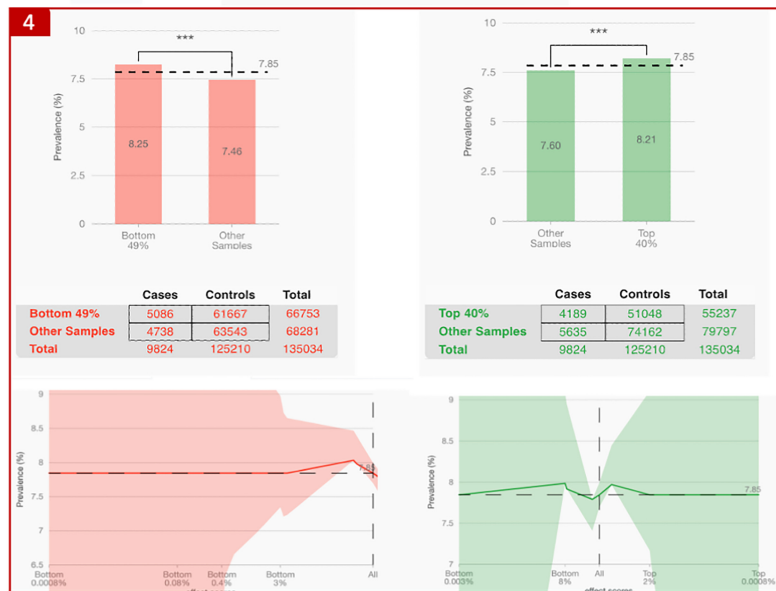 4
10
***
7.85
7.5
Prevalence (%)
5
8.25
7.46
2.5
0
Bottom
49%
Other
Samples
10
***
7.85
7.5
Prevalence (%)
5
7.60
8.21
2.5
0
Other
Samples
Top
40%
Cases Controls Total
Bottom 49% 5086 61667 66753
Other Samples 4738 63543 68281
Total 9824 125210 135034
Cases Controls Total
Top 40% 4189 51048 55237
Other Samples 5635 74162 79797
Total 9824 125210 135034
9
8.5
Prevalence (%)
8
7.85
7.5
7
6.5
Bottom
0.0008%
Bottom
0.08%
Bottom
0.4%
Bottom
3%
All
9
8.5
Prevalence (%)
8
7.85
7.5
7
Bottom
0.003%
Bottom
8%
All
Top
2%
Top
0.0008%
effect scores